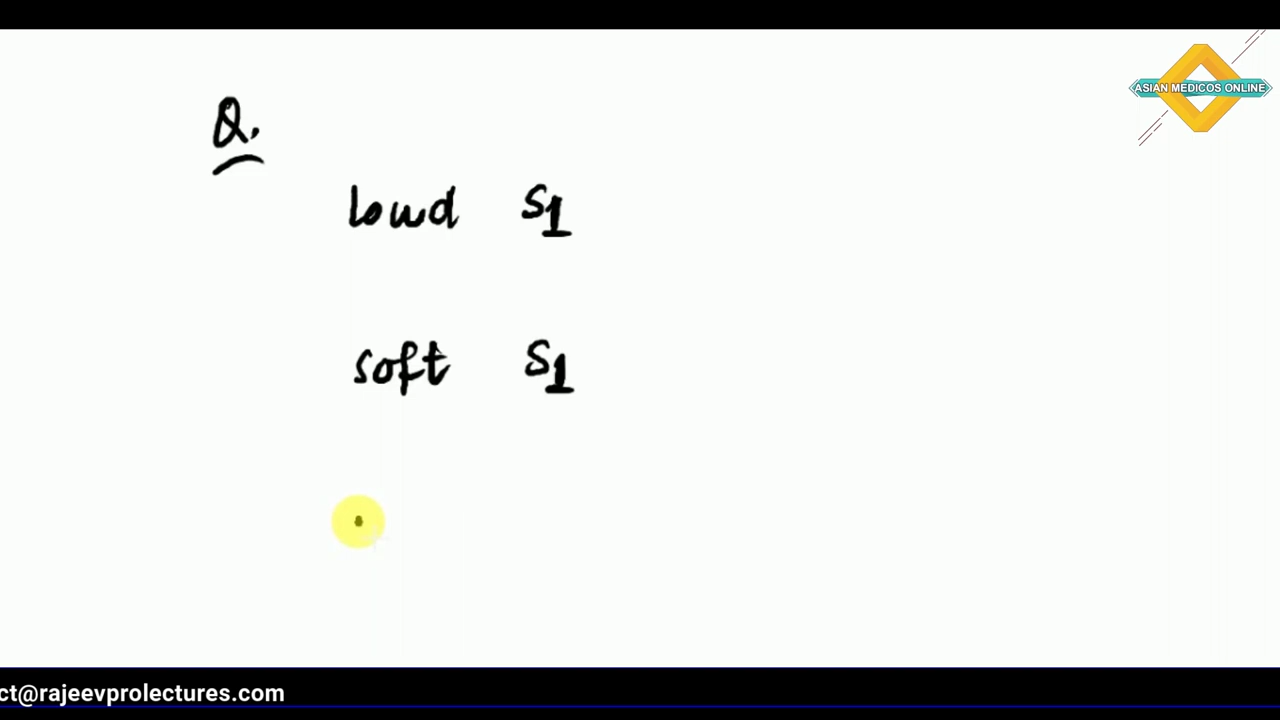 ASIAN MEDICOS ONLINE
Q.
loud S1
soft S1
ct@rajeevprolectures.com